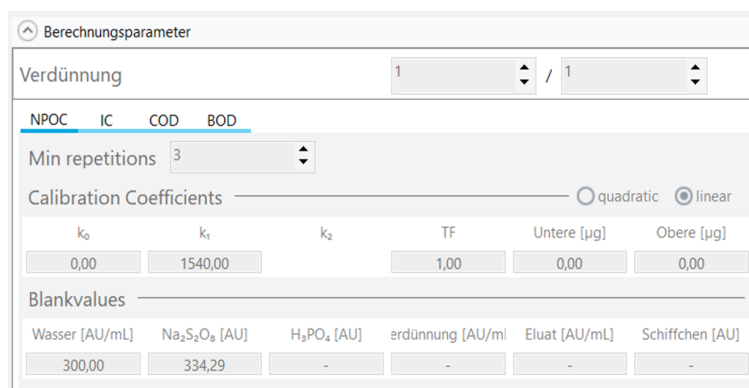 Berechnungsparameter
Verdünnung 1 / 1
NPOC IC COD BOD
Min repetitions 3
Calibration Coefficients quadratic linear
k₀ k₁ k₂ TF Untere [µg] Obere [µg]
0,00 1540,00 1,00 0,00 0,00
Blankvalues
Wasser [AU/mL] Na₂S₂O₈ [AU] H₃PO₄ [AU] erdünnung [AU/ml Eluat [AU/mL] Schiffchen [AU]
300,00 334,29 - - - -